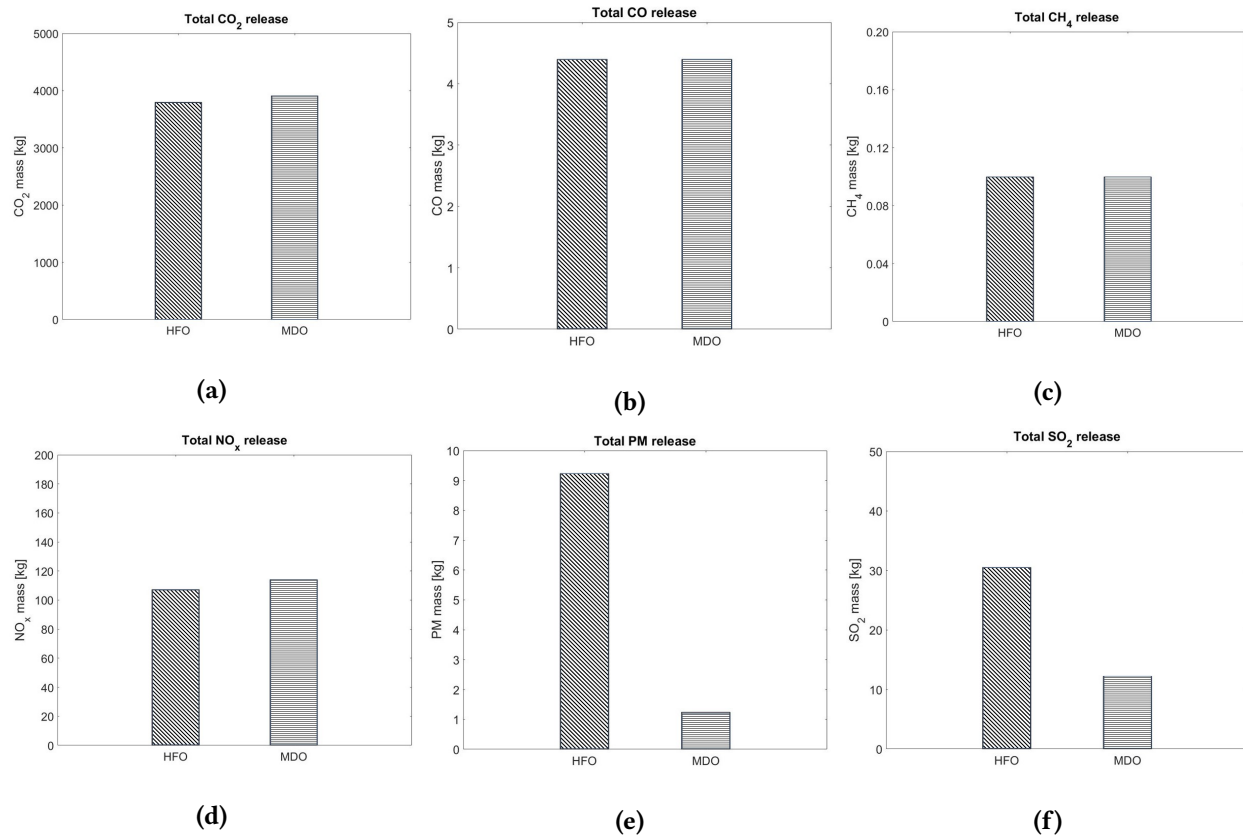 Total CO₂ release
5000
4000
3000
2000
1000
0
CO₂ mass [kg]
HFO MDO
(a)
Total CO release
5
4
3
2
1
0
CO mass [kg]
HFO MDO
(b)
Total CH₄ release
0.20
0.16
0.12
0.08
0.04
0
CH₄ mass [kg]
HFO MDO
(c)
Total NOₓ release
200
180
160
140
120
100
80
60
40
20
0
NOₓ mass [kg]
HFO MDO
(d)
Total PM release
10
9
8
7
6
5
4
3
2
1
0
PM mass [kg]
HFO MDO
(e)
Total SO₂ release
50
40
30
20
10
0
SO₂ mass [kg]
HFO MDO
(f)